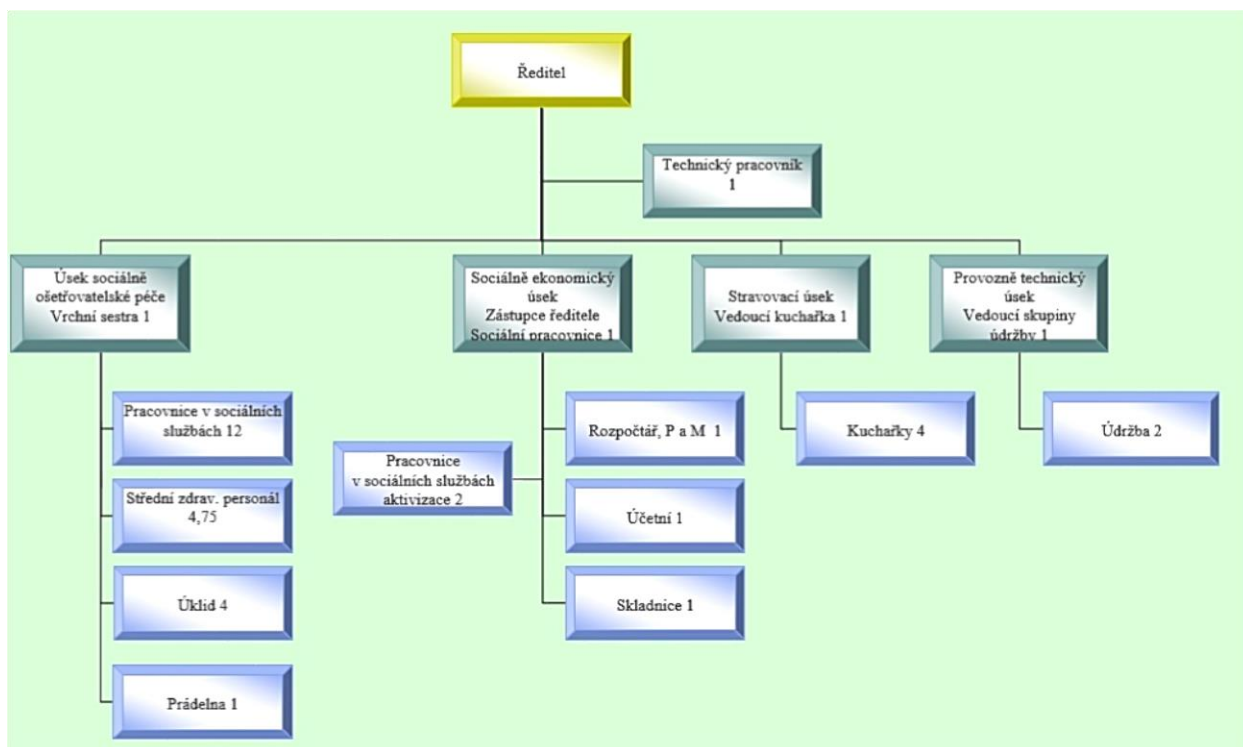 Ředitel
Technický pracovník
1
Úsek sociálně
ošetřovatelské péče
Vrchní sestra 1
Sociálně ekonomický
úsek
Zástupce ředitele
Sociální pracovnice 1
Stravovací úsek
Vedoucí kuchařka 1
Provozně technický
úsek
Vedoucí skupiny
údržby 1
Pracovnice v sociálních
službách 12
Střední zdrav. personál
4,75
Úklid 4
Prádelna 1
Pracovnice
v sociálních službách
aktivizace 2
Rozpočtář, P a M 1
Účetní 1
Skladnice 1
Kuchařky 4
Údržba 2